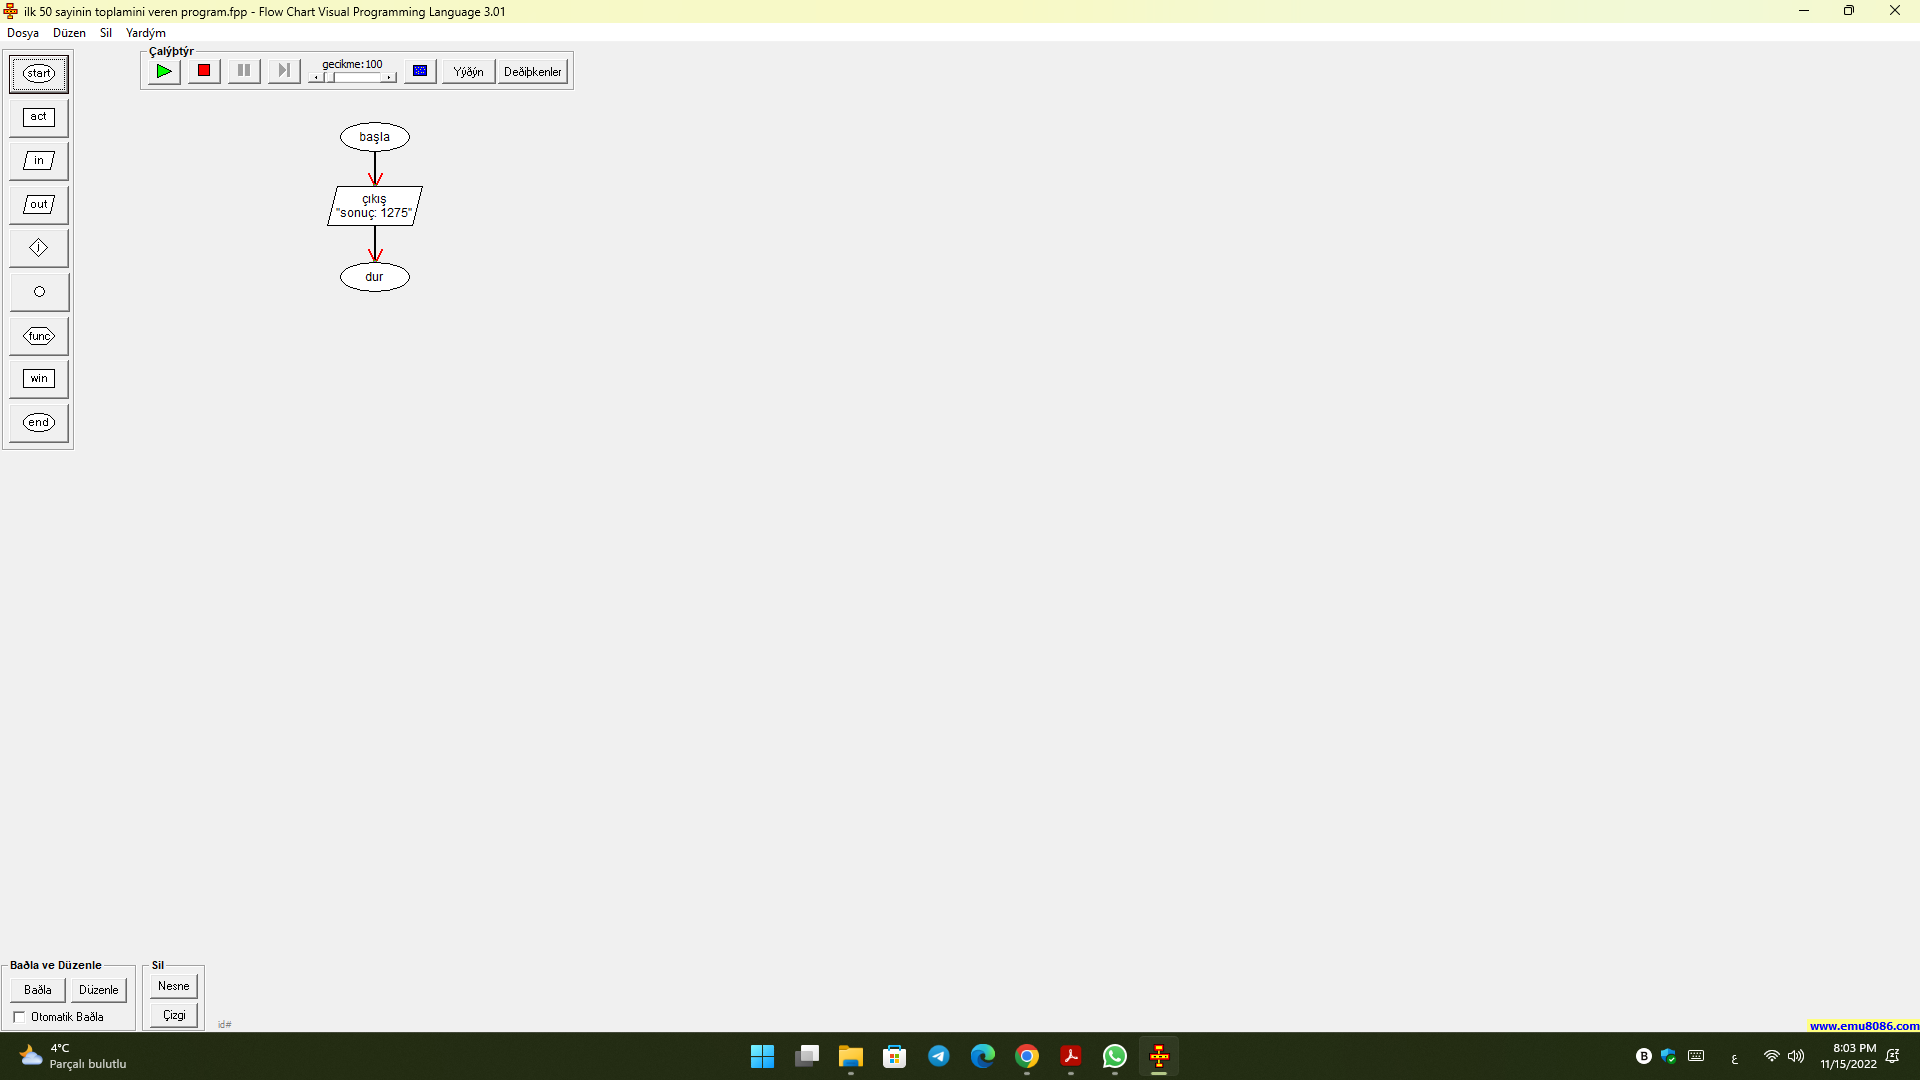 ilk 50 sayinin toplamini veren program.fpp - Flow Chart Visual Programming Language 3.01
Dosya Düzen Sil Yardým
Çalýþtýr
gecikme:100
Yýðýn
Deðiþkenler
start
act
in
out
j
func
win
end
başla
çıkış
"sonuç: 1275"
dur
Baðla ve Düzenle
Baðla
Düzenle
Otomatik Baðla
Sil
Nesne
Çizgi
id#
www.emu8086.com
4°C
Parçalı bulutlu
B
ع
8:03 PM
11/15/2022